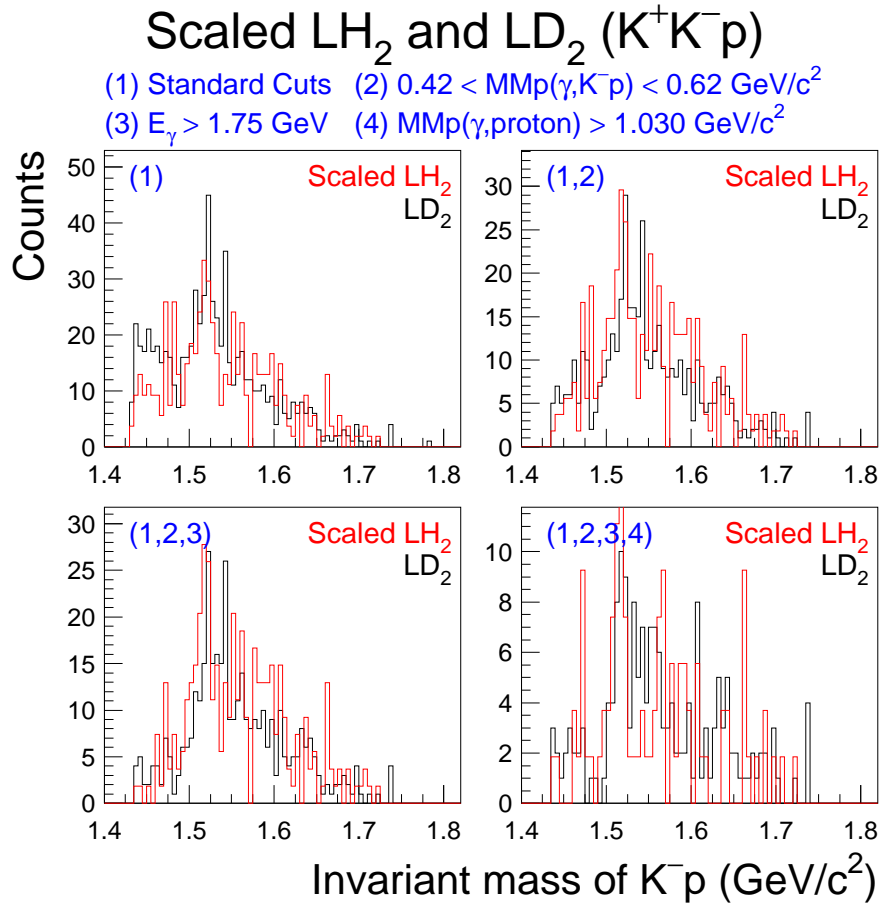 Scaled LH₂ and LD₂ (K⁺K⁻p)
(1) Standard Cuts (2) 0.42 < MMp(γ,K⁻p) < 0.62 GeV/c²
(3) E_γ > 1.75 GeV (4) MMp(γ,proton) > 1.030 GeV/c²
Counts
(1)
Scaled LH₂
LD₂
50
40
30
20
10
0
1.4 1.5 1.6 1.7 1.8
(1,2)
Scaled LH₂
LD₂
30
25
20
15
10
5
0
1.4 1.5 1.6 1.7 1.8
(1,2,3)
Scaled LH₂
LD₂
30
25
20
15
10
5
0
1.4 1.5 1.6 1.7 1.8
(1,2,3,4)
Scaled LH₂
LD₂
10
8
6
4
2
0
1.4 1.5 1.6 1.7 1.8
Invariant mass of K⁻p (GeV/c²)